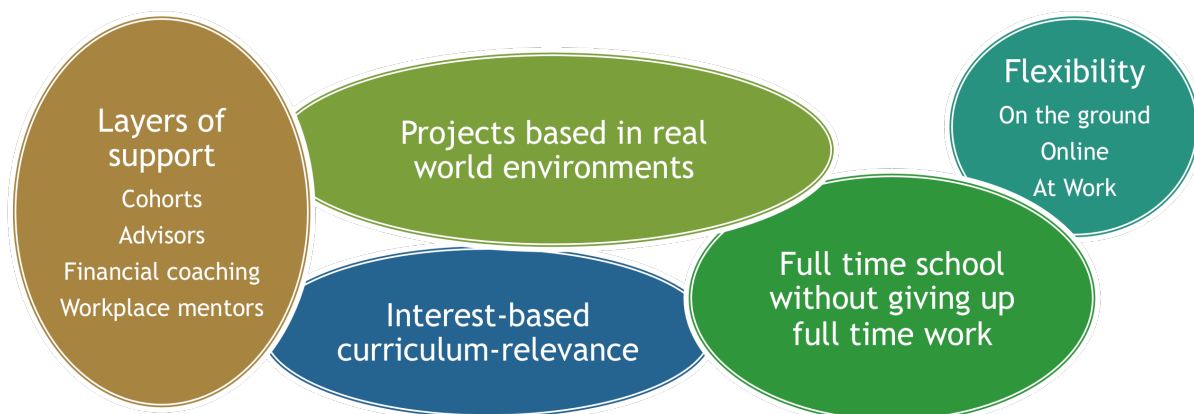 Layers of
support
Cohorts
Advisors
Financial coaching
Workplace mentors
Projects based in real
world environments
Interest-based
curriculum-relevance
Full time school
without giving up
full time work
Flexibility
On the ground
Online
At Work